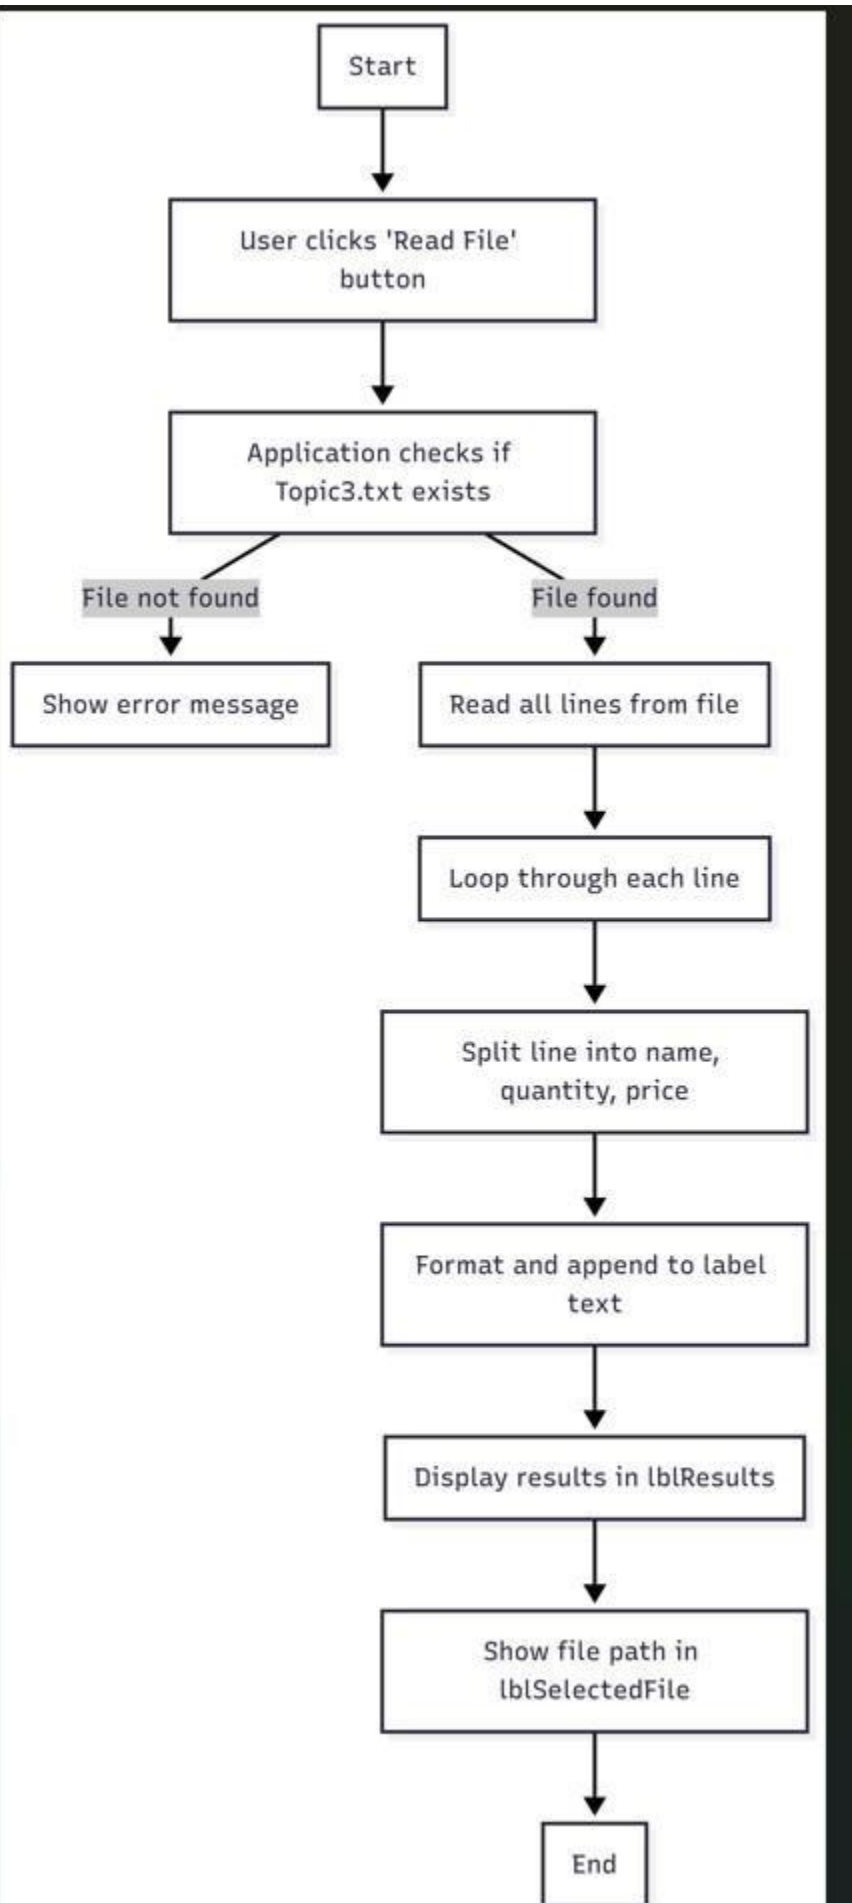 Start
User clicks 'Read File'
button
Application checks if
Topic3.txt exists
File not found
File found
Show error message
Read all lines from file
Loop through each line
Split line into name,
quantity, price
Format and append to label
text
Display results in lblResults
Show file path in
lblSelectedFile
End